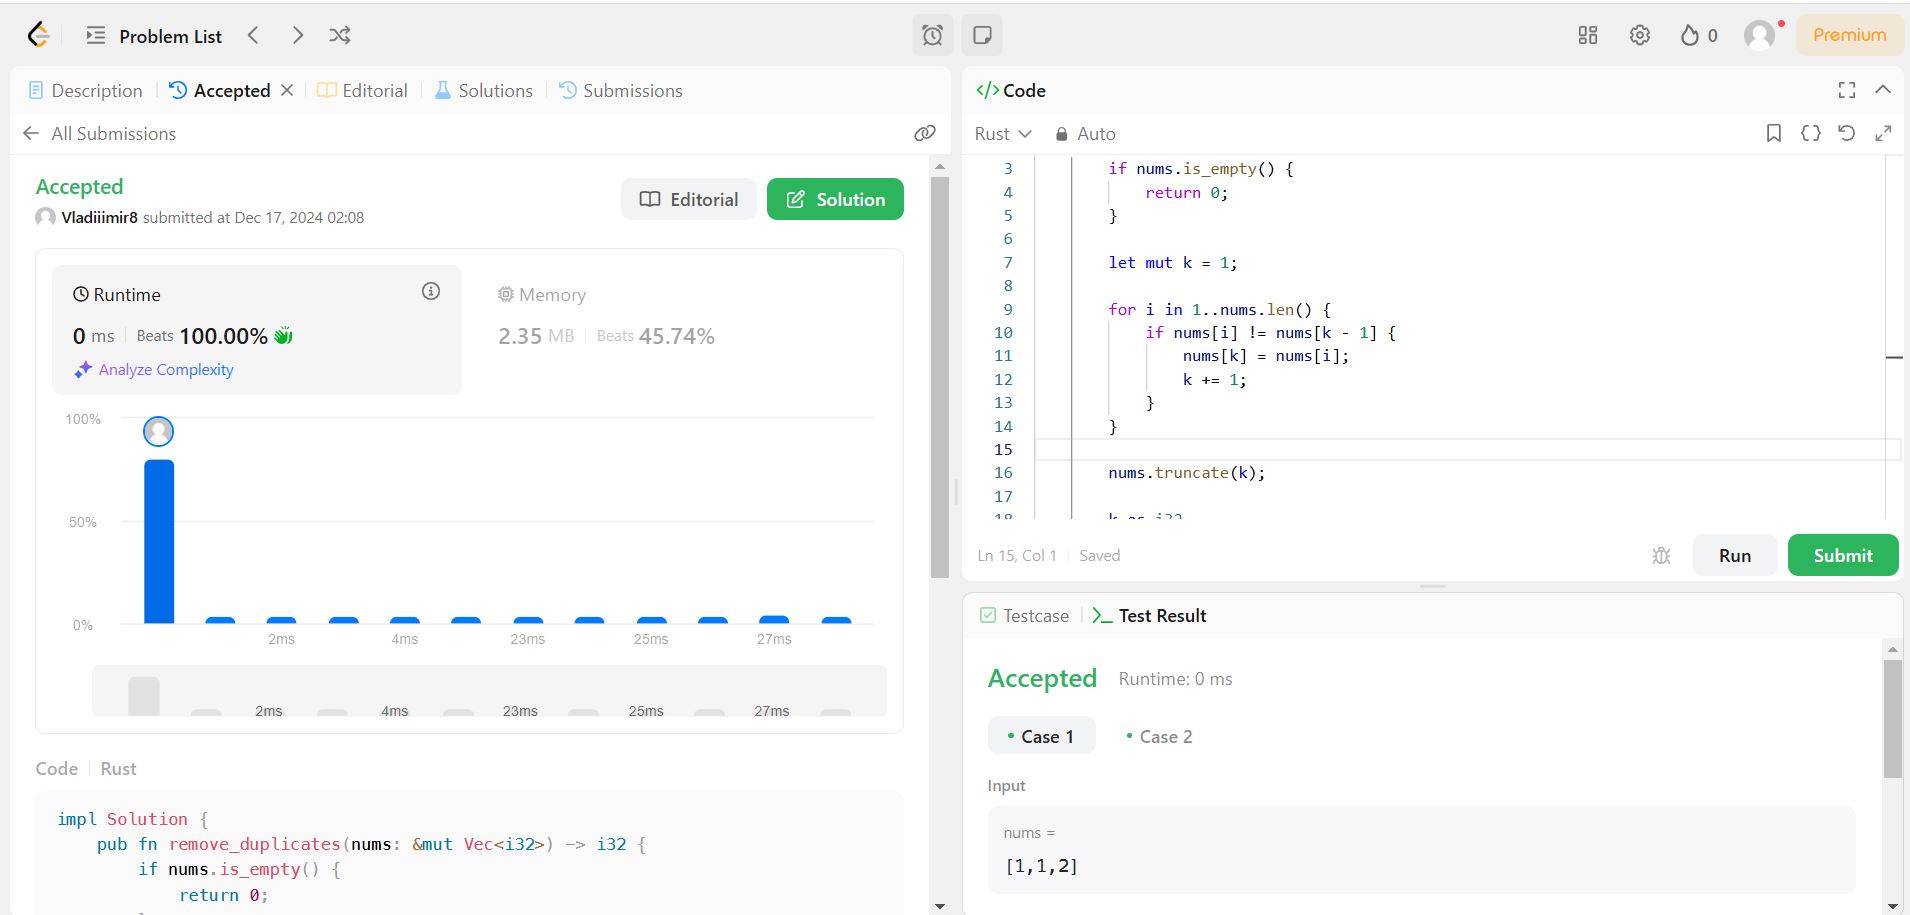 Problem List
0
Premium
Description
Accepted
Editorial
Solutions
Submissions
All Submissions
Accepted
Vladiiimir8 submitted at Dec 17, 2024 02:08
Editorial
Solution
Runtime
0 ms
Beats 100.00%
Analyze Complexity
Memory
2.35 MB
Beats 45.74%
100%
50%
0%
2ms 4ms 23ms 25ms 27ms
2ms 4ms 23ms 25ms 27ms
Code
Rust
impl Solution {
pub fn remove_duplicates(nums: &mut Vec<i32>) -> i32 {
if nums.is_empty() {
return 0;
</> Code
Rust
Auto
3 if nums.is_empty() {
4 return 0;
5 }
6
7 let mut k = 1;
8
9 for i in 1..nums.len() {
10 if nums[i] != nums[k - 1] {
11 nums[k] = nums[i];
12 k += 1;
13 }
14 }
15
16 nums.truncate(k);
17
18 k as i32
Ln 15, Col 1
Saved
Run
Submit
Testcase
>_ Test Result
Accepted
Runtime: 0 ms
• Case 1
• Case 2
Input
nums =
[1,1,2]